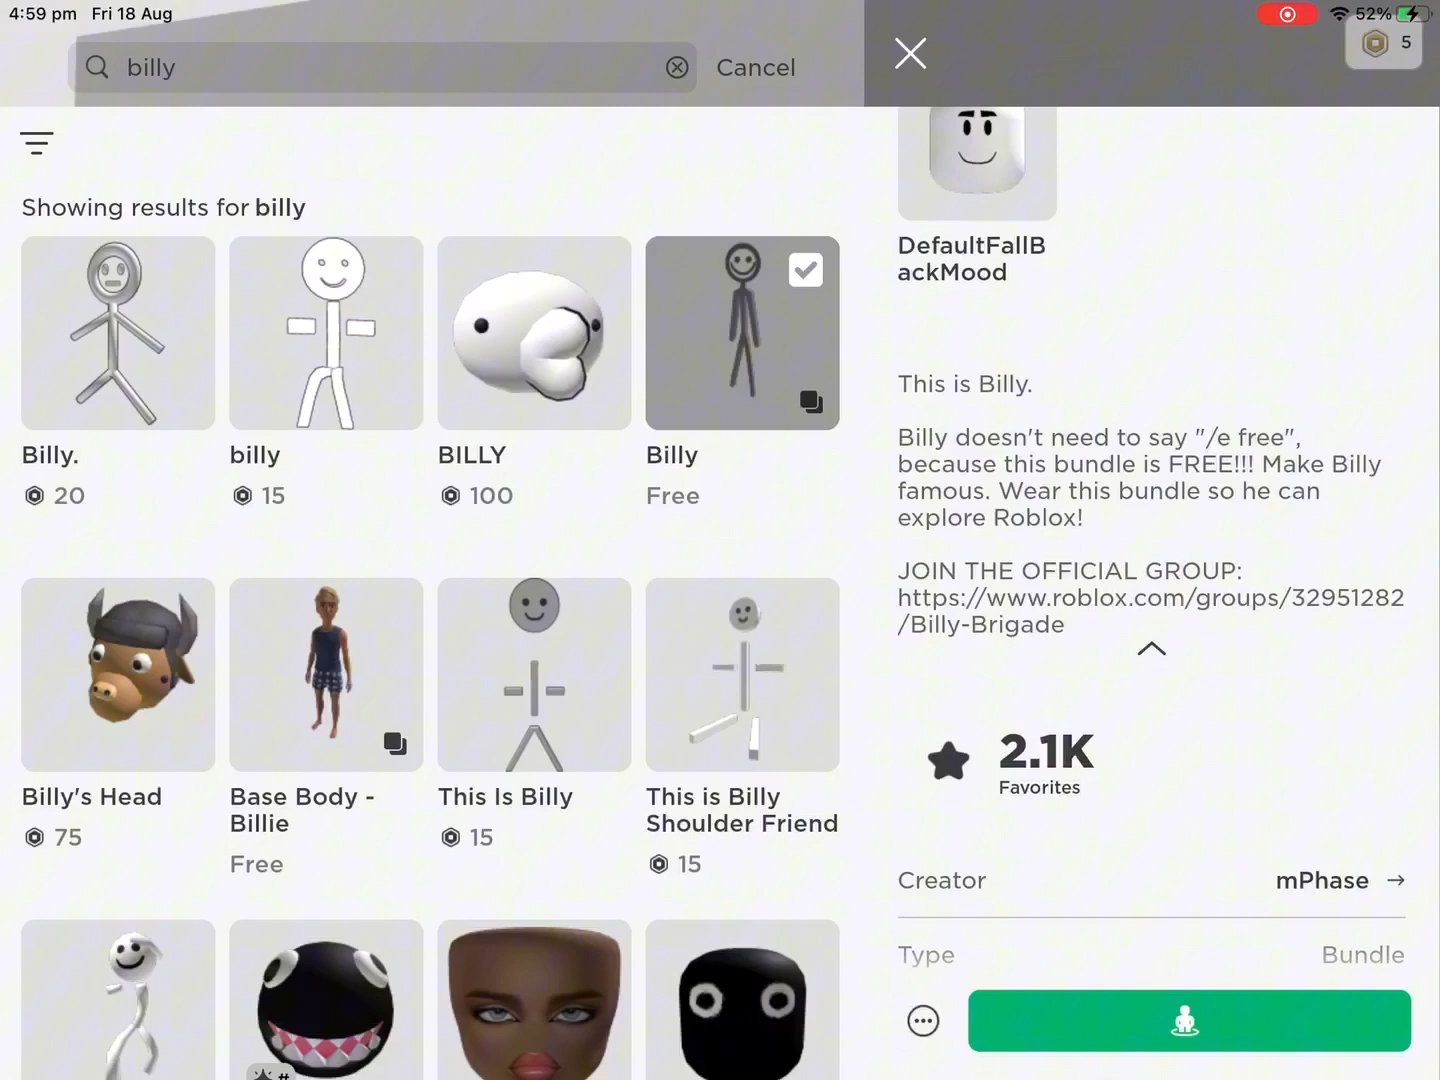 4:59 pm Fri 18 Aug
52%
billy
Cancel
5
Showing results for billy
Billy.
20
billy
15
BILLY
100
Billy
Free
Billy's Head
75
Base Body -
Billie
Free
This Is Billy
15
This is Billy
Shoulder Friend
15
#
DefaultFallB
ackMood
This is Billy.
Billy doesn't need to say "/e free",
because this bundle is FREE!!! Make Billy
famous. Wear this bundle so he can
explore Roblox!
JOIN THE OFFICIAL GROUP:
https://www.roblox.com/groups/32951282
/Billy-Brigade
2.1K
Favorites
Creator
mPhase
Type
Bundle